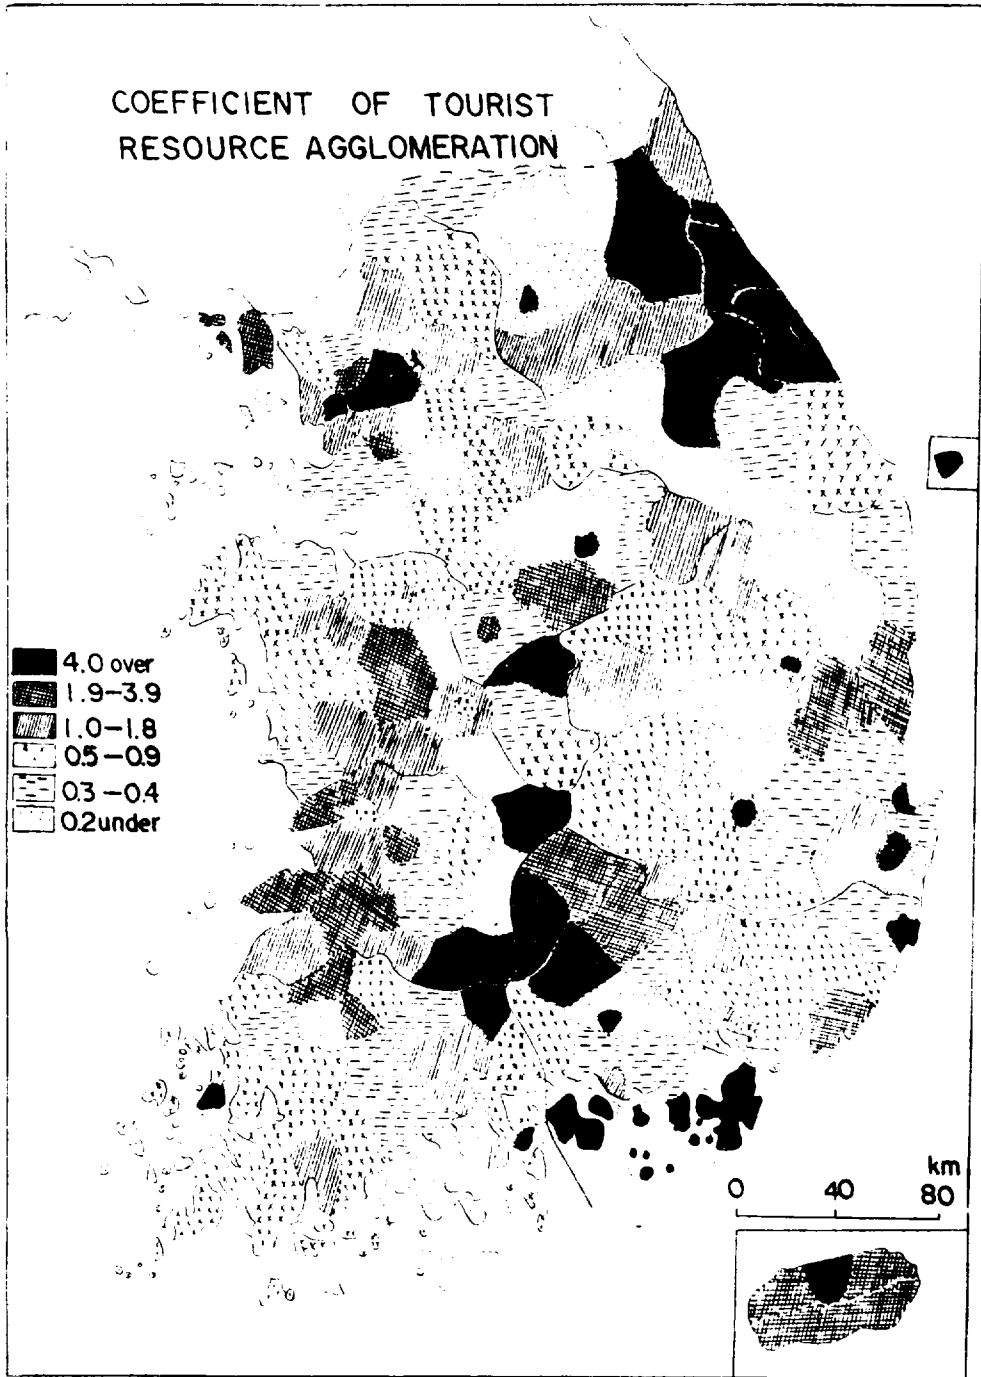 COEFFICIENT OF TOURIST
RESOURCE AGGLOMERATION
4.0 over
1.9-3.9
1.0-1.8
0.5-0.9
0.3-0.4
0.2under
km
0 40 80